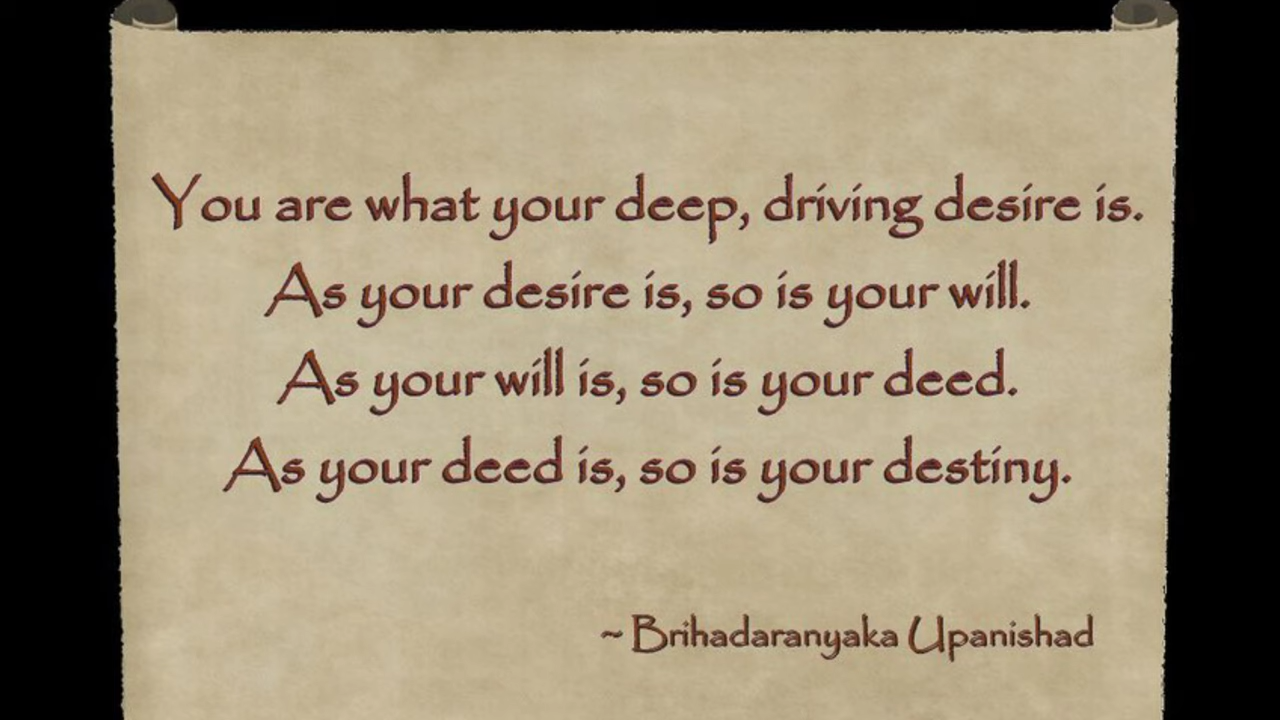 You are what your deep, driving desire is.
As your desire is, so is your will.
As your will is, so is your deed.
As your deed is, so is your destiny.
~ Brihadaranyaka Upanishad